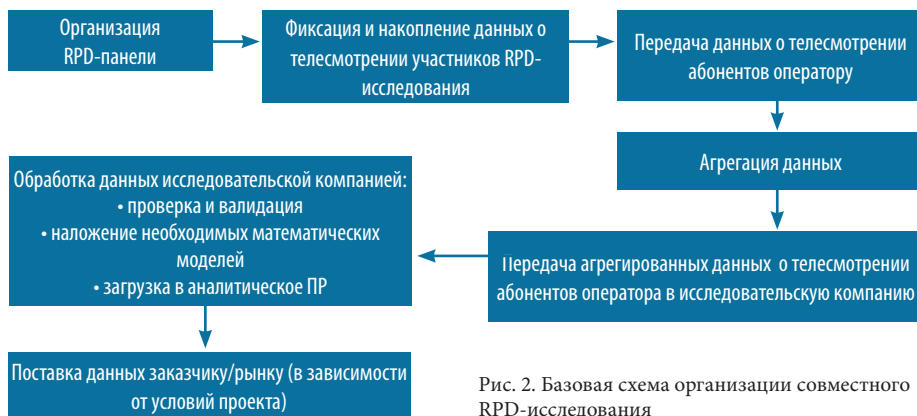 Организация
RPD-панели
Фиксация и накопление данных о
телесмотрении участников RPD-
исследования
Передача данных о телесмотрении
абонентов оператору
Агрегация данных
Передача агрегированных данных о телесмотрении
абонентов оператора в исследовательскую компанию
Обработка данных исследовательской компанией:
• проверка и валидация
• наложение необходимых математических
моделей
• загрузка в аналитическое ПР
Поставка данных заказчику/рынку (в зависимости
от условий проекта)
Рис. 2. Базовая схема организации совместного
RPD-исследования